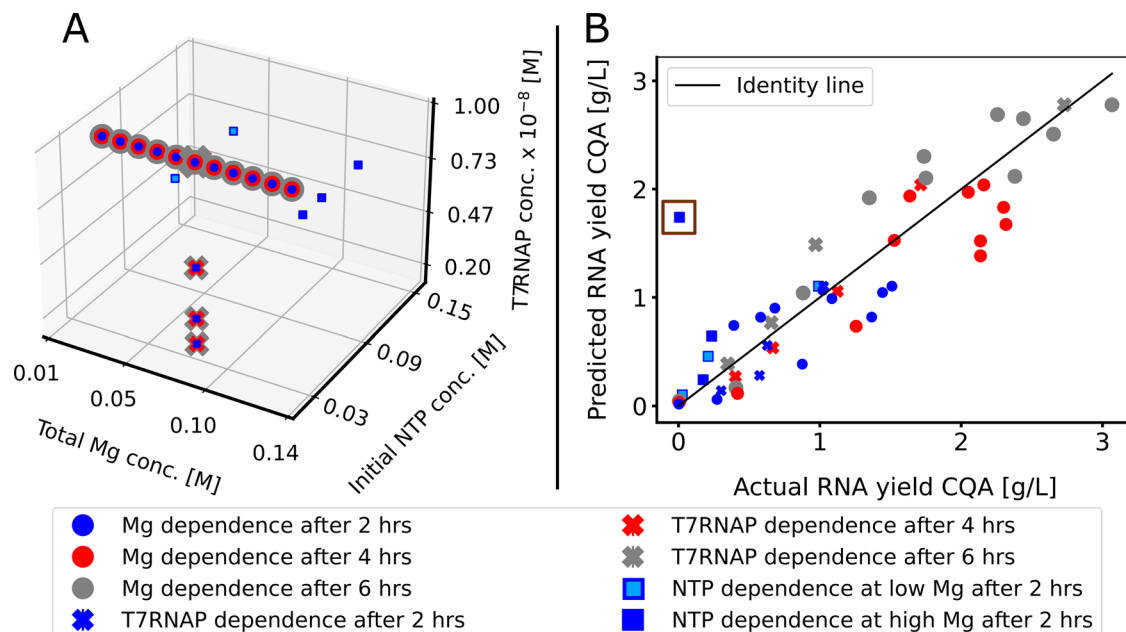 A
T7RNAP conc. x 10⁻⁸ [M]
1.00
0.73
0.47
0.20
0.15
0.09
0.03
Initial NTP conc. [M]
0.01
0.05
0.10
0.14
Total Mg conc. [M]
B
Predicted RNA yield CQA [g/L]
3
2
1
0
Identity line
0 1 2 3
Actual RNA yield CQA [g/L]
Mg dependence after 2 hrs
Mg dependence after 4 hrs
Mg dependence after 6 hrs
T7RNAP dependence after 2 hrs
T7RNAP dependence after 4 hrs
T7RNAP dependence after 6 hrs
NTP dependence at low Mg after 2 hrs
NTP dependence at high Mg after 2 hrs